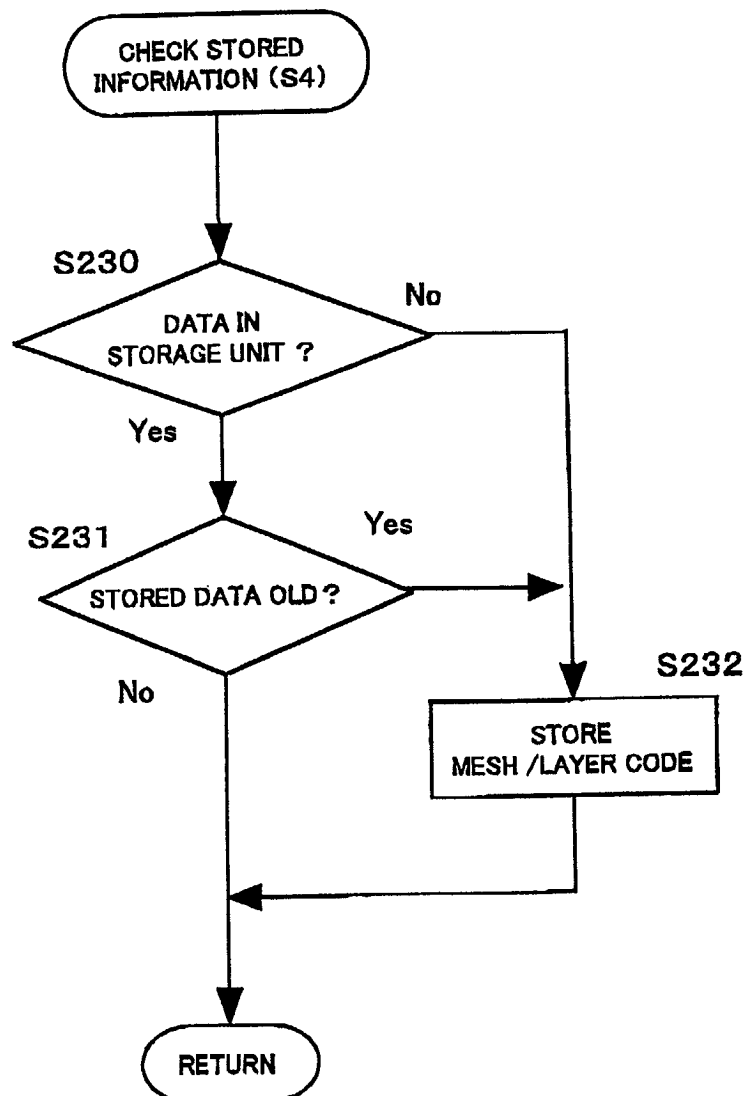 CHECK STORED
INFORMATION (S4)
S230
No
DATA IN
STORAGE UNIT ?
Yes
S231
Yes
STORED DATA OLD ?
No
S232
STORE
MESH /LAYER CODE
RETURN